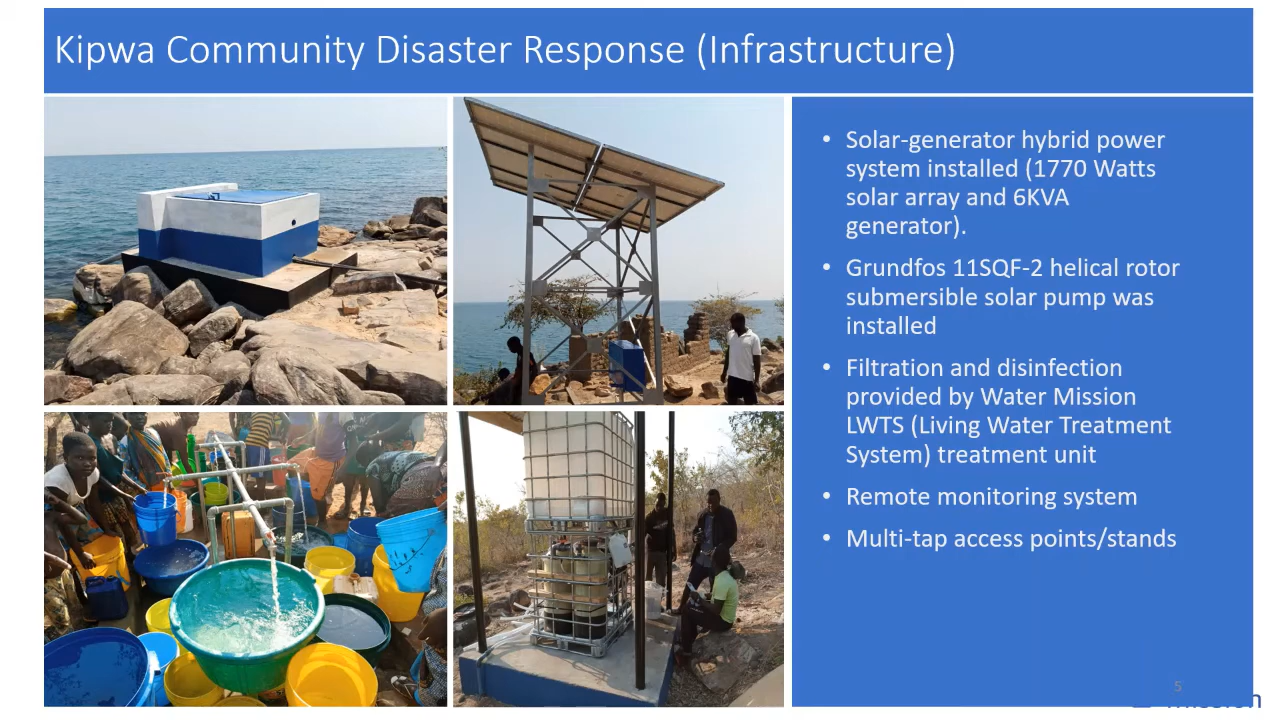 Kipwa Community Disaster Response (Infrastructure)
• Solar-generator hybrid power
system installed (1770 Watts
solar array and 6KVA
generator).
• Grundfos 11SQF-2 helical rotor
submersible solar pump was
installed
• Filtration and disinfection
provided by Water Mission
LWTS (Living Water Treatment
System) treatment unit
• Remote monitoring system
• Multi-tap access points/stands
5
mission